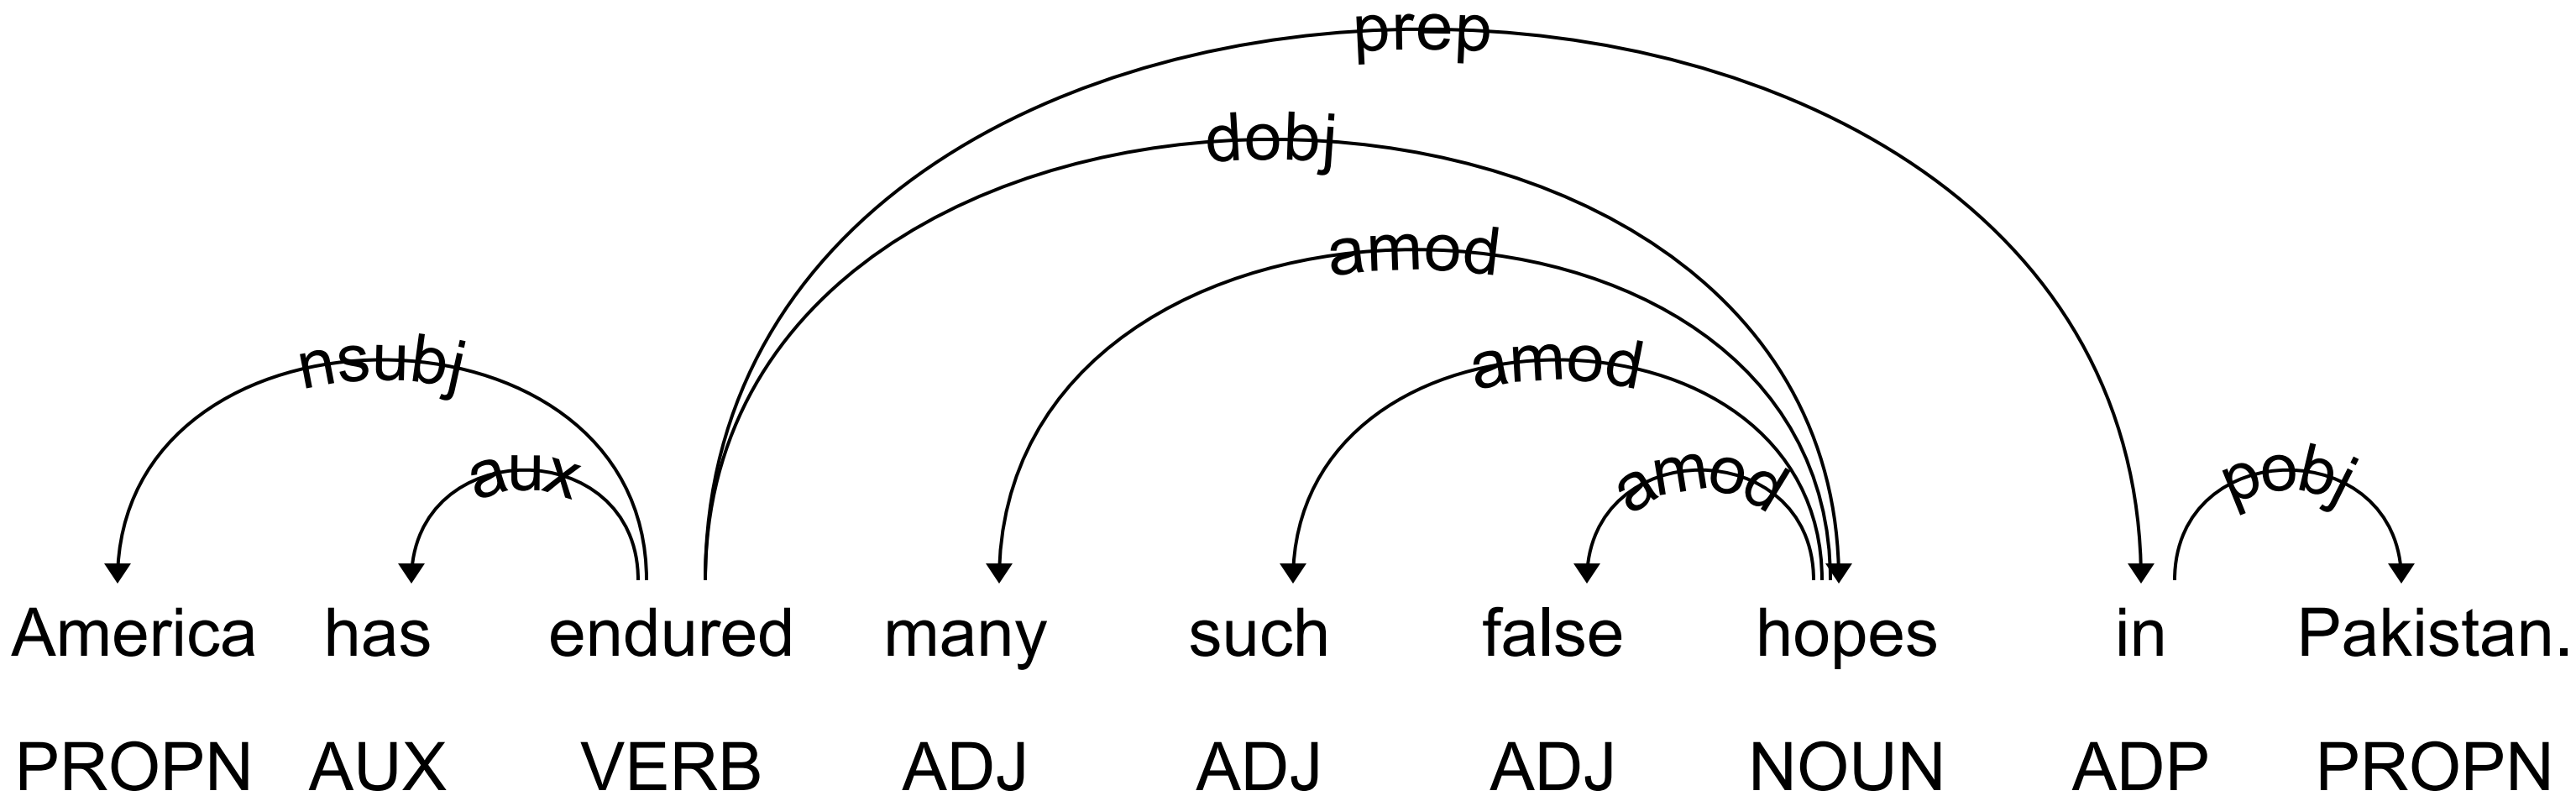 prep
dobj
amod
nsubj
amod
aux
amod
pobj
America has endured many such false hopes in Pakistan.
PROPN AUX VERB ADJ ADJ ADJ NOUN ADP PROPN